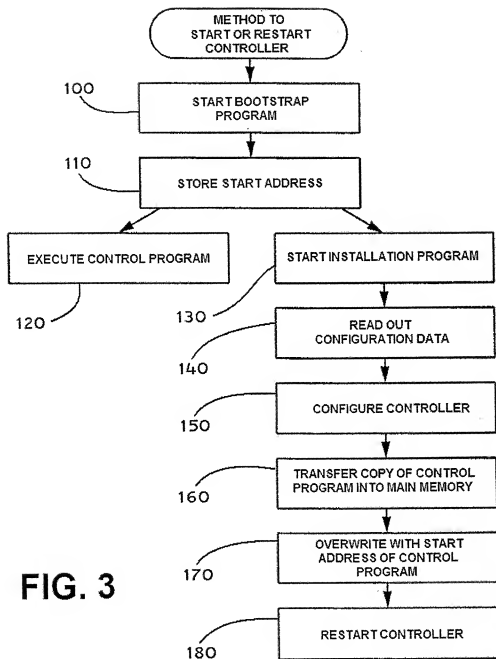 METHOD TO
START OR RESTART
CONTROLLER
100
START BOOTSTRAP
PROGRAM
110
STORE START ADDRESS
EXECUTE CONTROL PROGRAM
120
START INSTALLATION PROGRAM
130
READ OUT
CONFIGURATION DATA
140
CONFIGURE CONTROLLER
150
TRANSFER COPY OF CONTROL
PROGRAM INTO MAIN MEMORY
160
OVERWRITE WITH START
ADDRESS OF CONTROL
PROGRAM
170
RESTART CONTROLLER
180
FIG. 3